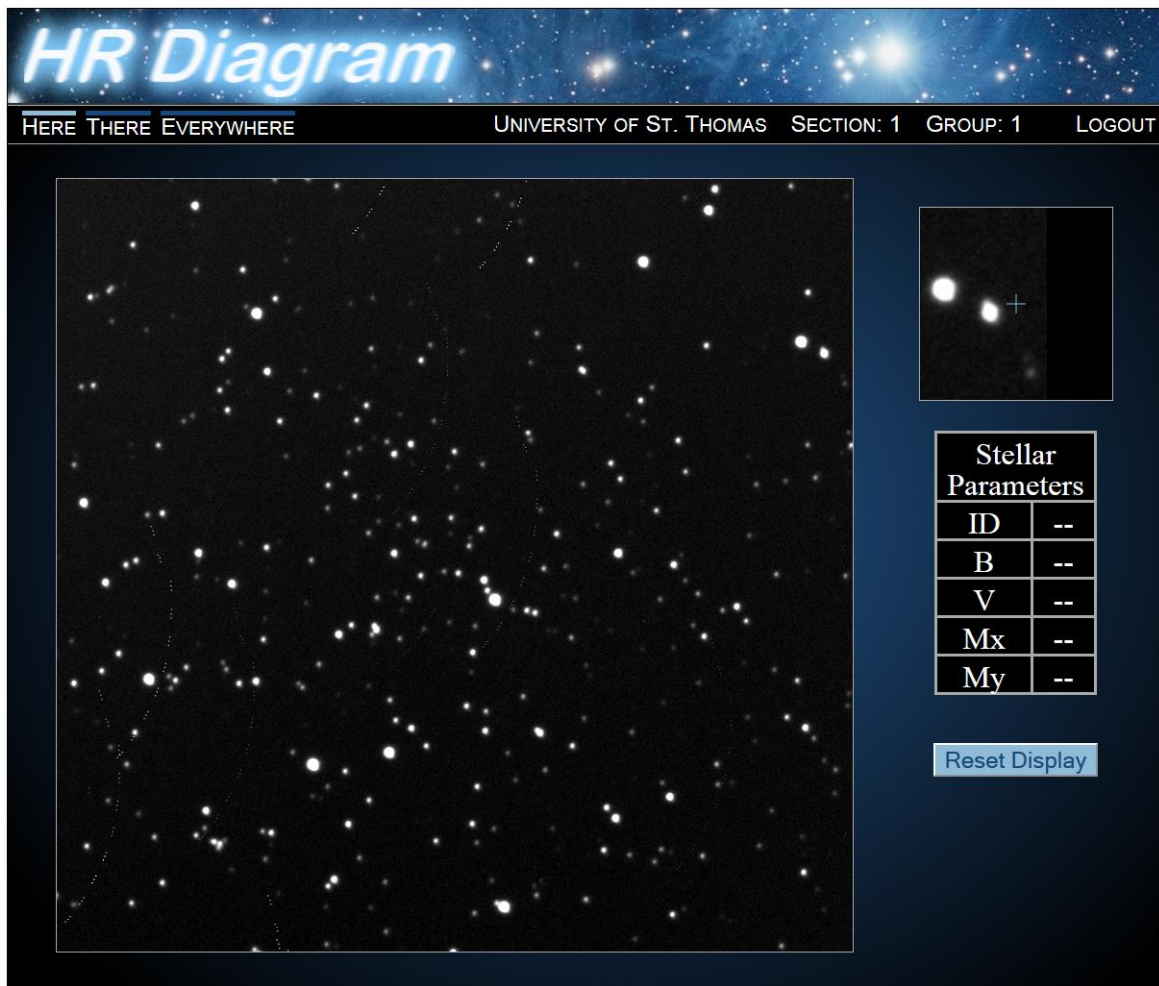 HR Diagram
HERE THERE EVERYWHERE UNIVERSITY OF ST. THOMAS SECTION: 1 GROUP: 1 LOGOUT
Stellar
Parameters
ID --
B --
V --
Mx --
My --
Reset Display